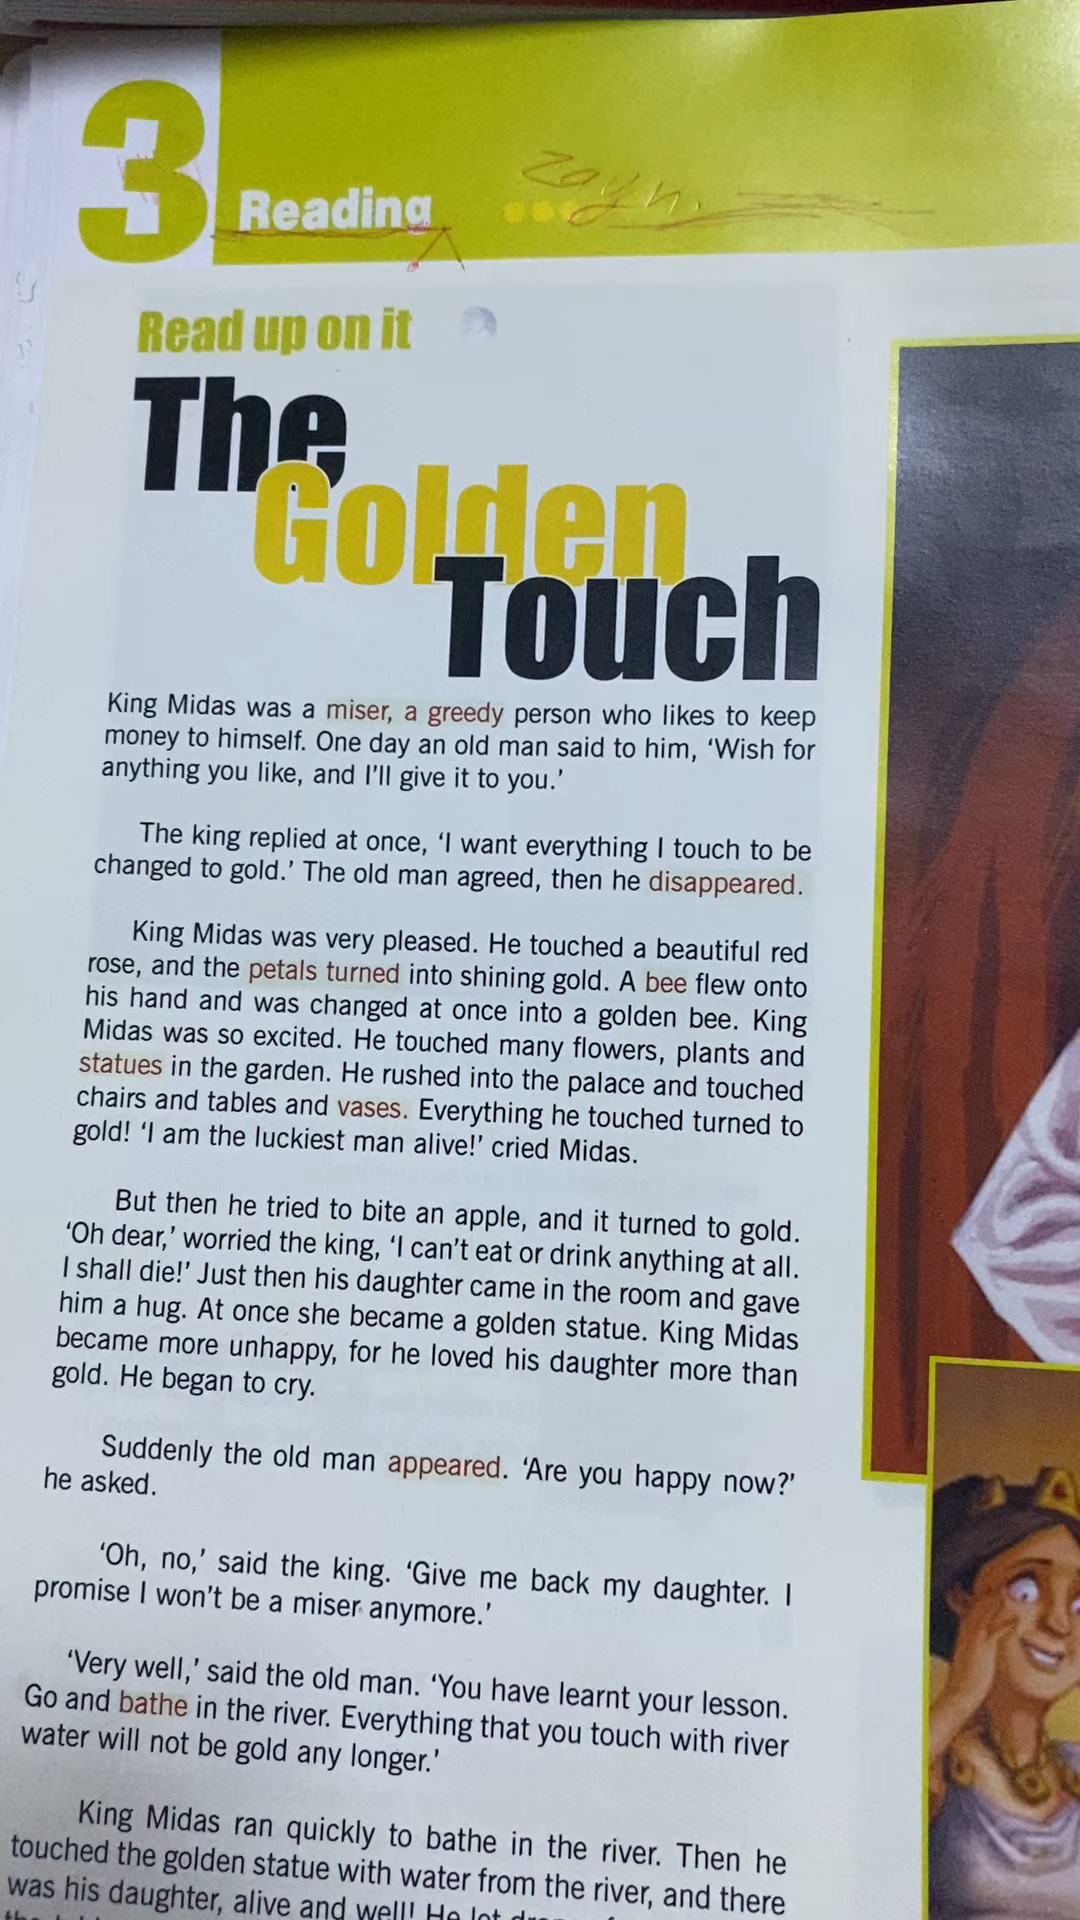 3
Reading
Zayn.
Read up on it
The
Golden
Touch
King Midas was a miser, a greedy person who likes to keep
money to himself. One day an old man said to him, ‘Wish for
anything you like, and I’ll give it to you.’
The king replied at once, ‘I want everything I touch to be
changed to gold.’ The old man agreed, then he disappeared.
King Midas was very pleased. He touched a beautiful red
rose, and the petals turned into shining gold. A bee flew onto
his hand and was changed at once into a golden bee. King
Midas was so excited. He touched many flowers, plants and
statues in the garden. He rushed into the palace and touched
chairs and tables and vases. Everything he touched turned to
gold! ‘I am the luckiest man alive!’ cried Midas.
But then he tried to bite an apple, and it turned to gold.
‘Oh dear,’ worried the king, ‘I can’t eat or drink anything at all.
I shall die!’ Just then his daughter came in the room and gave
him a hug. At once she became a golden statue. King Midas
became more unhappy, for he loved his daughter more than
gold. He began to cry.
Suddenly the old man appeared. ‘Are you happy now?’
he asked.
‘Oh, no,’ said the king. ‘Give me back my daughter. I
promise I won’t be a miser anymore.’
‘Very well,’ said the old man. ‘You have learnt your lesson.
Go and bathe in the river. Everything that you touch with river
water will not be gold any longer.’
King Midas ran quickly to bathe in the river. Then he
touched the golden statue with water from the river, and there
was his daughter, alive and well! He let